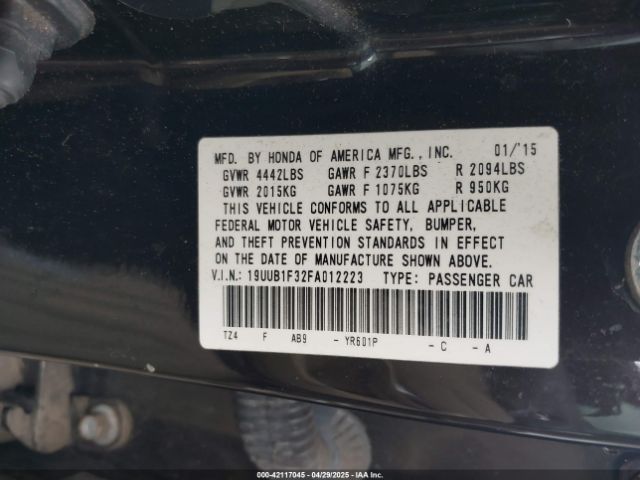 MFD. BY HONDA OF AMERICA MFG., INC. 01/'15
GVWR 4442LBS GAWR F 2370LBS R 2094LBS
GVWR 2015KG GAWR F 1075KG R 950KG
THIS VEHICLE CONFORMS TO ALL APPLICABLE
FEDERAL MOTOR VEHICLE SAFETY, BUMPER,
AND THEFT PREVENTION STANDARDS IN EFFECT
ON THE DATE OF MANUFACTURE SHOWN ABOVE.
V.I.N.: 19UUB1F32FA012223 TYPE: PASSENGER CAR
TZ4 F AB9 - YR601P - C - A
000-42117045 - 04/29/2025 - IAAI.COM